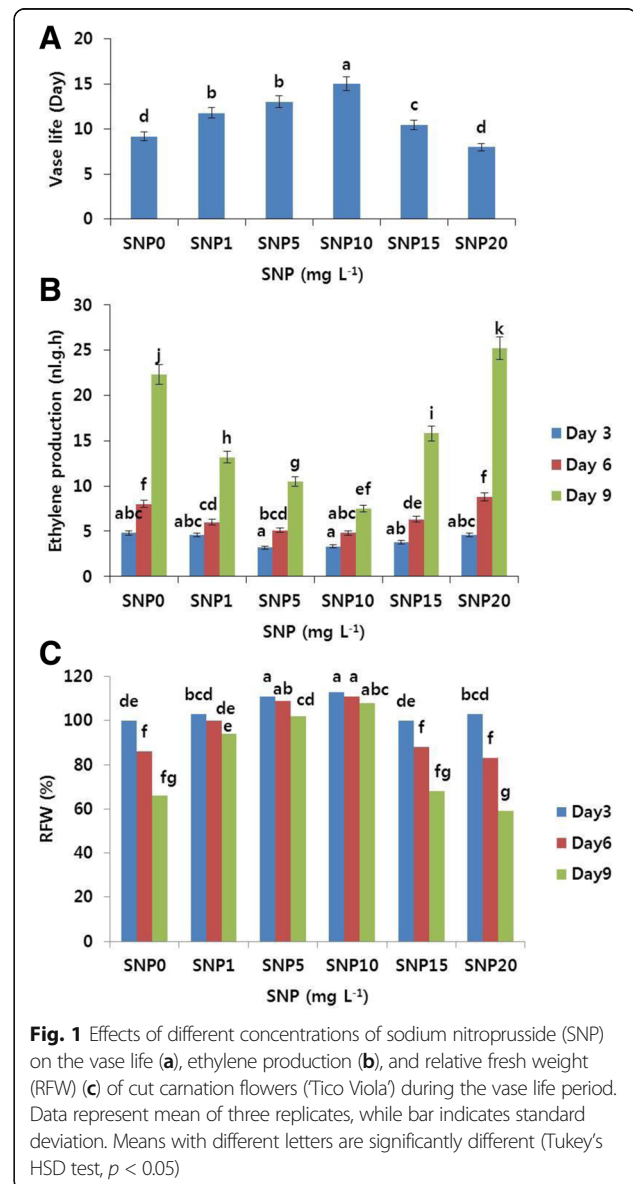 A
20
15
10
5
0
Vase life (Day)
d b b a c d
SNP0 SNP1 SNP5 SNP10 SNP15 SNP20
SNP (mg L⁻¹)
B
30
25
20
15
10
5
0
Ethylene production (nl.g.h)
abc f j
abc cd h
a bcd g
a abc ef
ab de i
abc f k
SNP0 SNP1 SNP5 SNP10 SNP15 SNP20
SNP (mg L⁻¹)
Day 3
Day 6
Day 9
C
120
100
80
60
40
20
0
RFW (%)
de f fg
bcd de e
a ab cd
a a abc
de f fg
bcd f g
SNP0 SNP1 SNP5 SNP10 SNP15 SNP20
SNP (mg L⁻¹)
Day3
Day6
Day9
Fig. 1 Effects of different concentrations of sodium nitroprusside (SNP)
on the vase life (a), ethylene production (b), and relative fresh weight
(RFW) (c) of cut carnation flowers ('Tico Viola') during the vase life period.
Data represent mean of three replicates, while bar indicates standard
deviation. Means with different letters are significantly different (Tukey's
HSD test, p < 0.05)